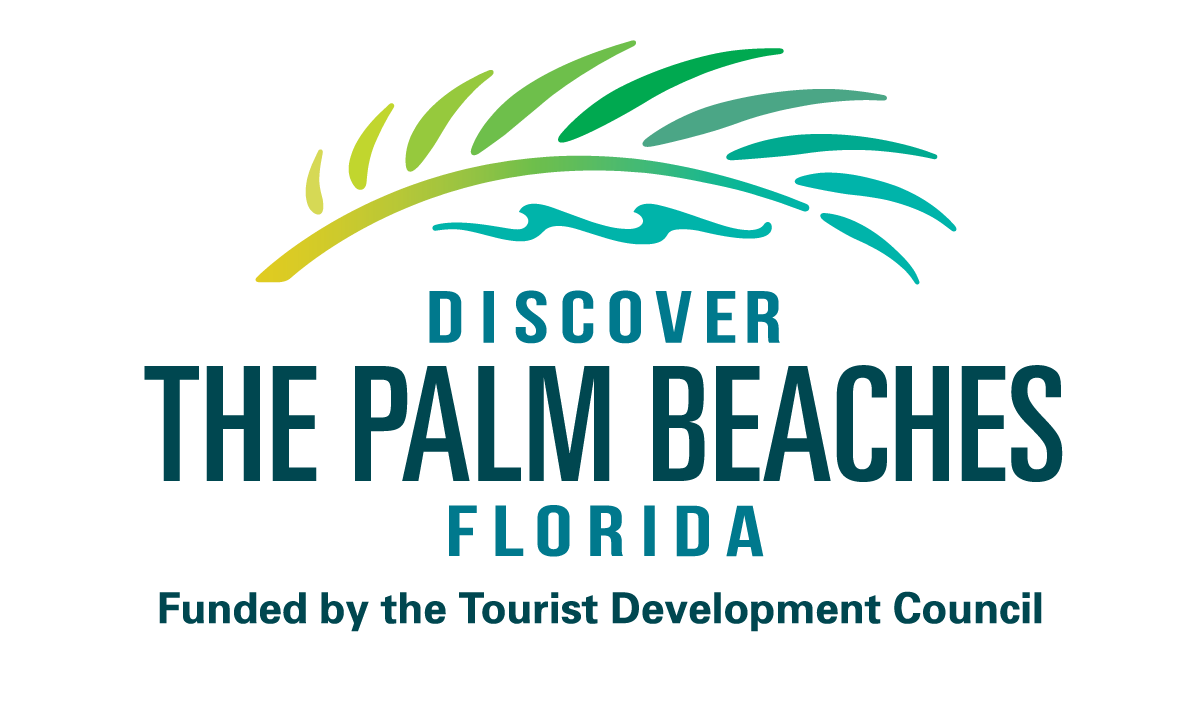 DISCOVER
THE PALM BEACHES
FLORIDA
Funded by the Tourist Development Council